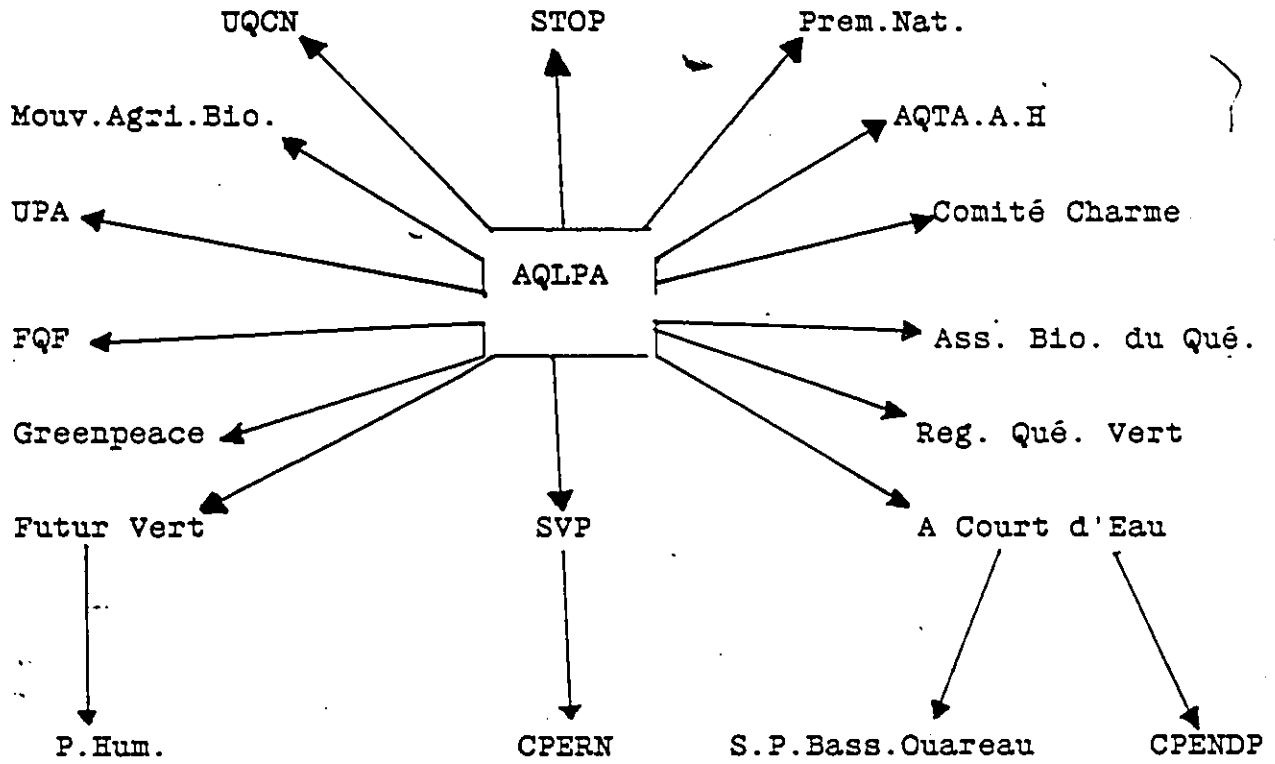 UQCN STOP Prem.Nat.
Mouv.Agri.Bio. AQTA.A.H
UPA Comité Charme
AQLPA
FQF Ass. Bio. du Qué.
Greenpeace Reg. Qué. Vert
Futur Vert SVP A Court d'Eau
P.Hum. CPERN S.P.Bass.Ouareau CPENDP